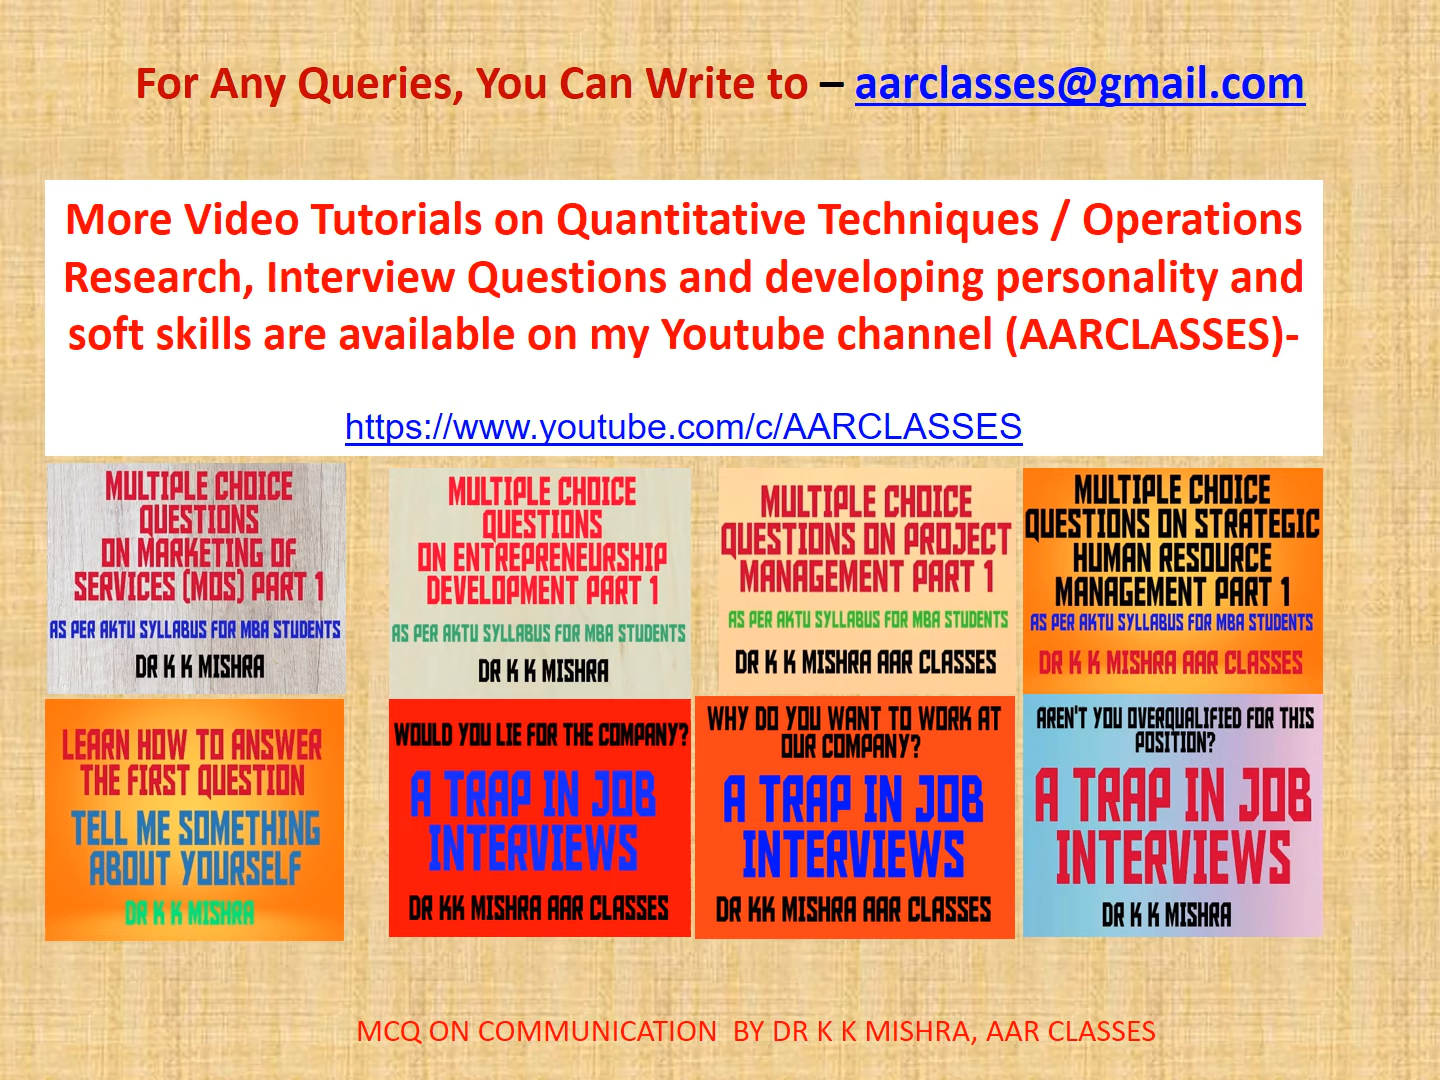 For Any Queries, You Can Write to – aarclasses@gmail.com
More Video Tutorials on Quantitative Techniques / Operations
Research, Interview Questions and developing personality and
soft skills are available on my Youtube channel (AARCLASSES)-
https://www.youtube.com/c/AARCLASSES
MULTIPLE CHOICE
QUESTIONS
ON MARKETING OF
SERVICES (MOS) PART 1
AS PER AKTU SYLLABUS FOR MBA STUDENTS
DR K K MISHRA
MULTIPLE CHOICE
QUESTIONS
ON ENTREPRENEURSHIP
DEVELOPMENT PART 1
AS PER AKTU SYLLABUS FOR MBA STUDENTS
DR K K MISHRA
MULTIPLE CHOICE
QUESTIONS ON PROJECT
MANAGEMENT PART 1
AS PER AKTU SYLLABUS FOR MBA STUDENTS
DR K K MISHRA AAR CLASSES
MULTIPLE CHOICE
QUESTIONS ON STRATEGIC
HUMAN RESOURCE
MANAGEMENT PART 1
AS PER AKTU SYLLABUS FOR MBA STUDENTS
DR K K MISHRA AAR CLASSES
LEARN HOW TO ANSWER
THE FIRST QUESTION
TELL ME SOMETHING
ABOUT YOURSELF
DR K K MISHRA
WOULD YOU LIE FOR THE COMPANY?
A TRAP IN JOB
INTERVIEWS
DR KK MISHRA AAR CLASSES
WHY DO YOU WANT TO WORK AT
OUR COMPANY?
A TRAP IN JOB
INTERVIEWS
DR KK MISHRA AAR CLASSES
AREN'T YOU OVERQUALIFIED FOR THIS
POSITION?
A TRAP IN JOB
INTERVIEWS
DR K K MISHRA
MCQ ON COMMUNICATION  BY DR K K MISHRA, AAR CLASSES